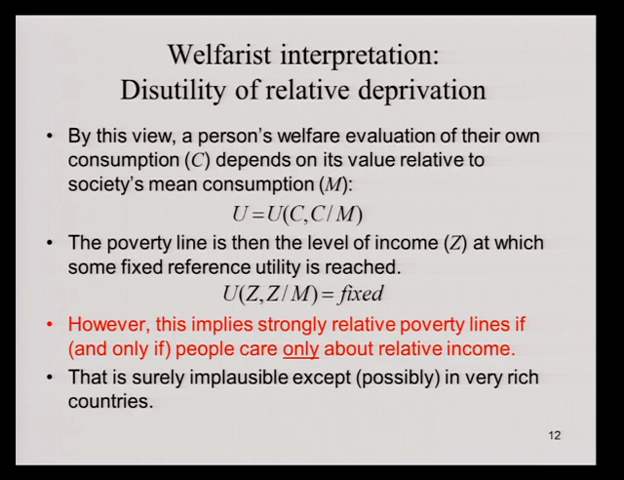 Welfarist interpretation:
Disutility of relative deprivation
• By this view, a person's welfare evaluation of their own
consumption (C) depends on its value relative to
society's mean consumption (M):
U=U(C,C/M)
• The poverty line is then the level of income (Z) at which
some fixed reference utility is reached.
U(Z,Z/M)=fixed
• However, this implies strongly relative poverty lines if
(and only if) people care only about relative income.
• That is surely implausible except (possibly) in very rich
countries.
12